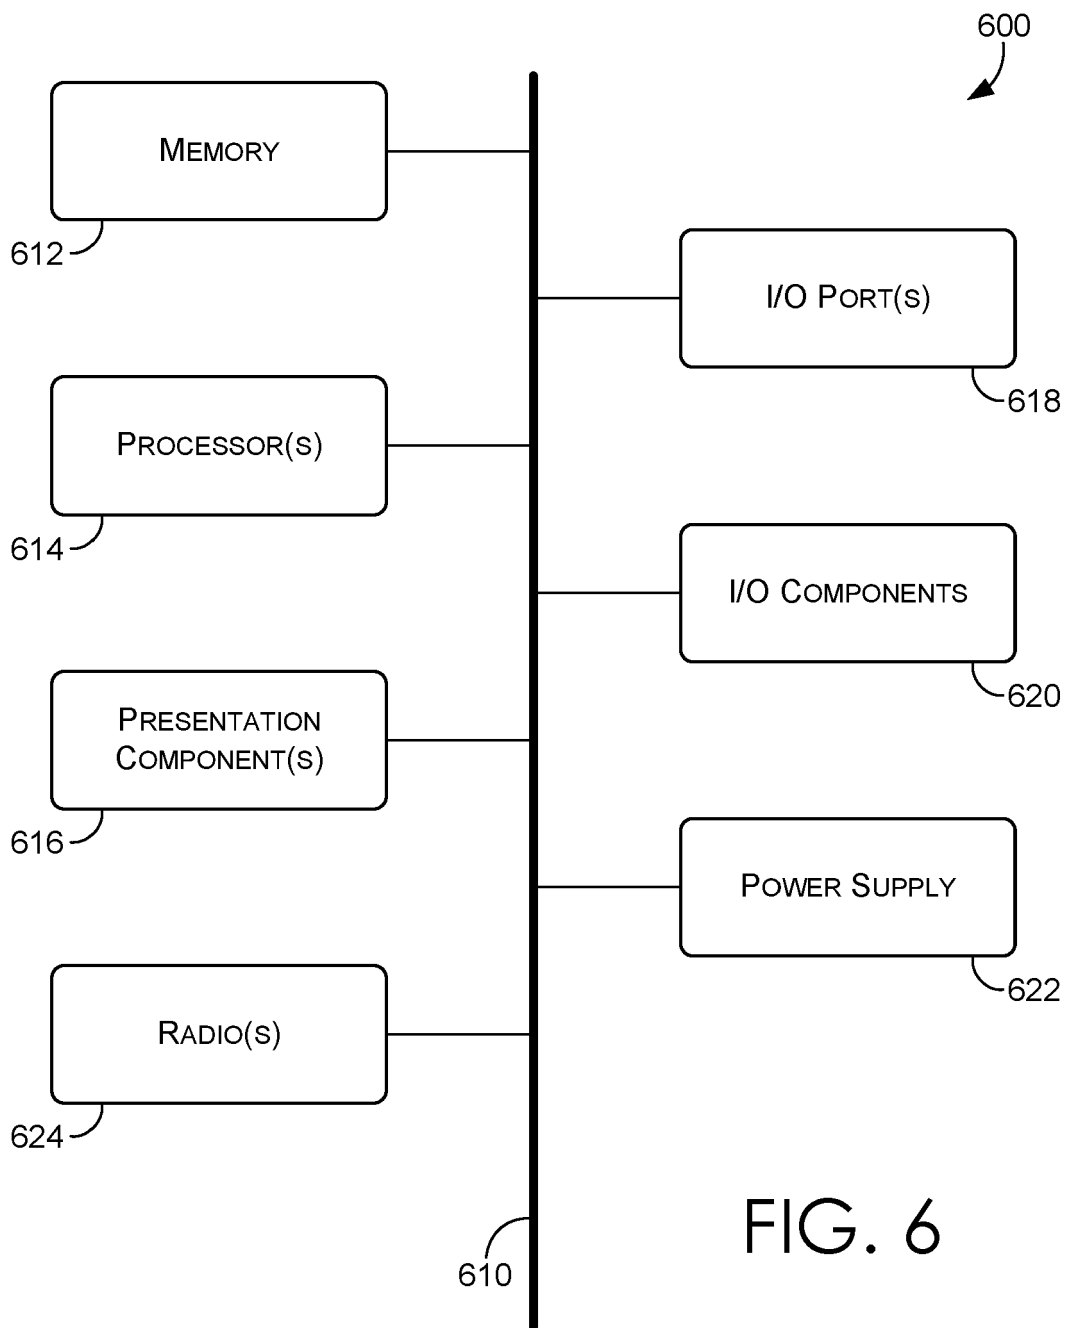 600
MEMORY
612
I/O PORT(S)
618
PROCESSOR(S)
614
I/O COMPONENTS
620
PRESENTATION
COMPONENT(S)
616
POWER SUPPLY
622
RADIO(S)
624
610
FIG. 6